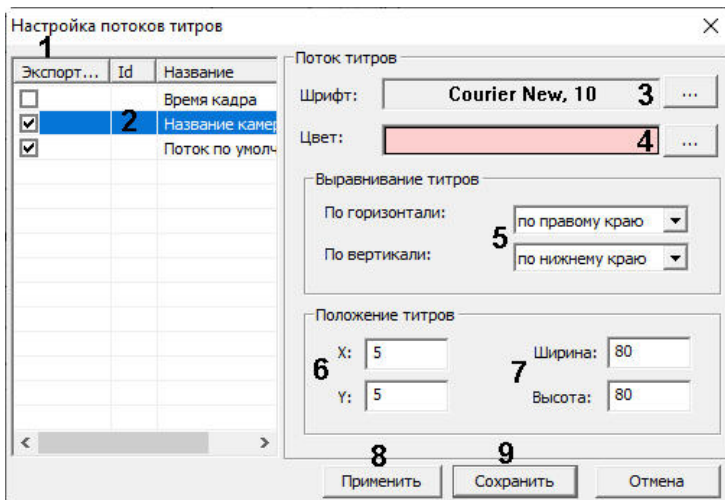 Настройка потоков титров
1
Экспорт... Id Название
Время кадра
2 Название камер
Поток по умолч
Поток титров
Шрифт: Courier New, 10 3 ...
Цвет: 4 ...
Выравнивание титров
По горизонтали: по правому краю
5
По вертикали: по нижнему краю
Положение титров
X: 5 Ширина: 80
6 7
Y: 5 Высота: 80
8 9
Применить Сохранить Отмена